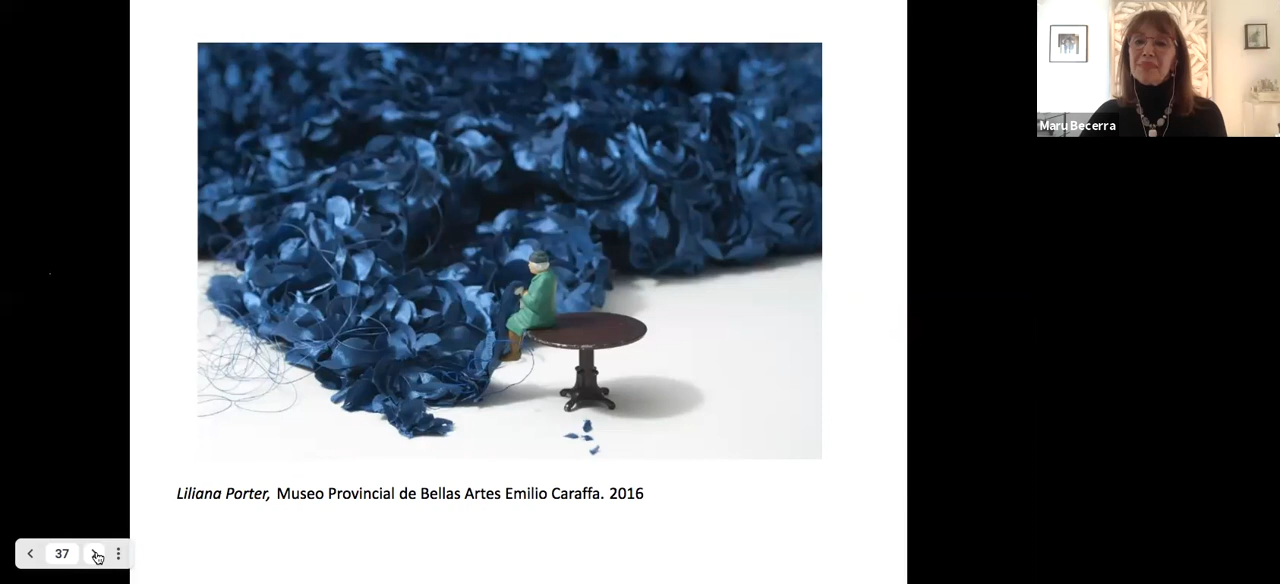 Maru Becerra
Liliana Porter, Museo Provincial de Bellas Artes Emilio Caraffa. 2016
37